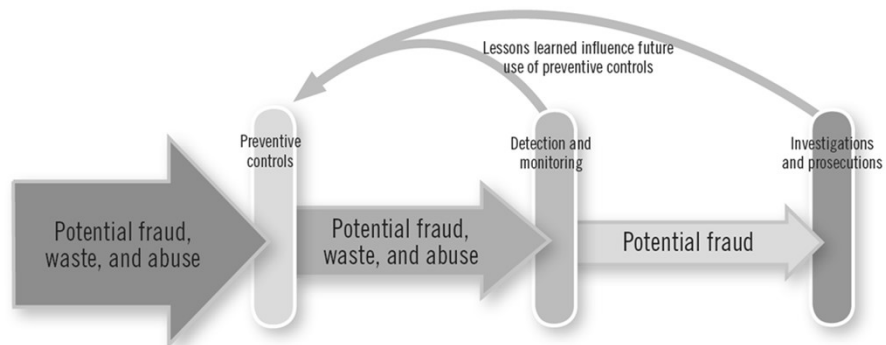 Lessons learned influence future
use of preventive controls
Preventive
controls
Detection and
monitoring
Investigations
and prosecutions
Potential fraud,
waste, and abuse
Potential fraud,
waste, and abuse
Potential fraud